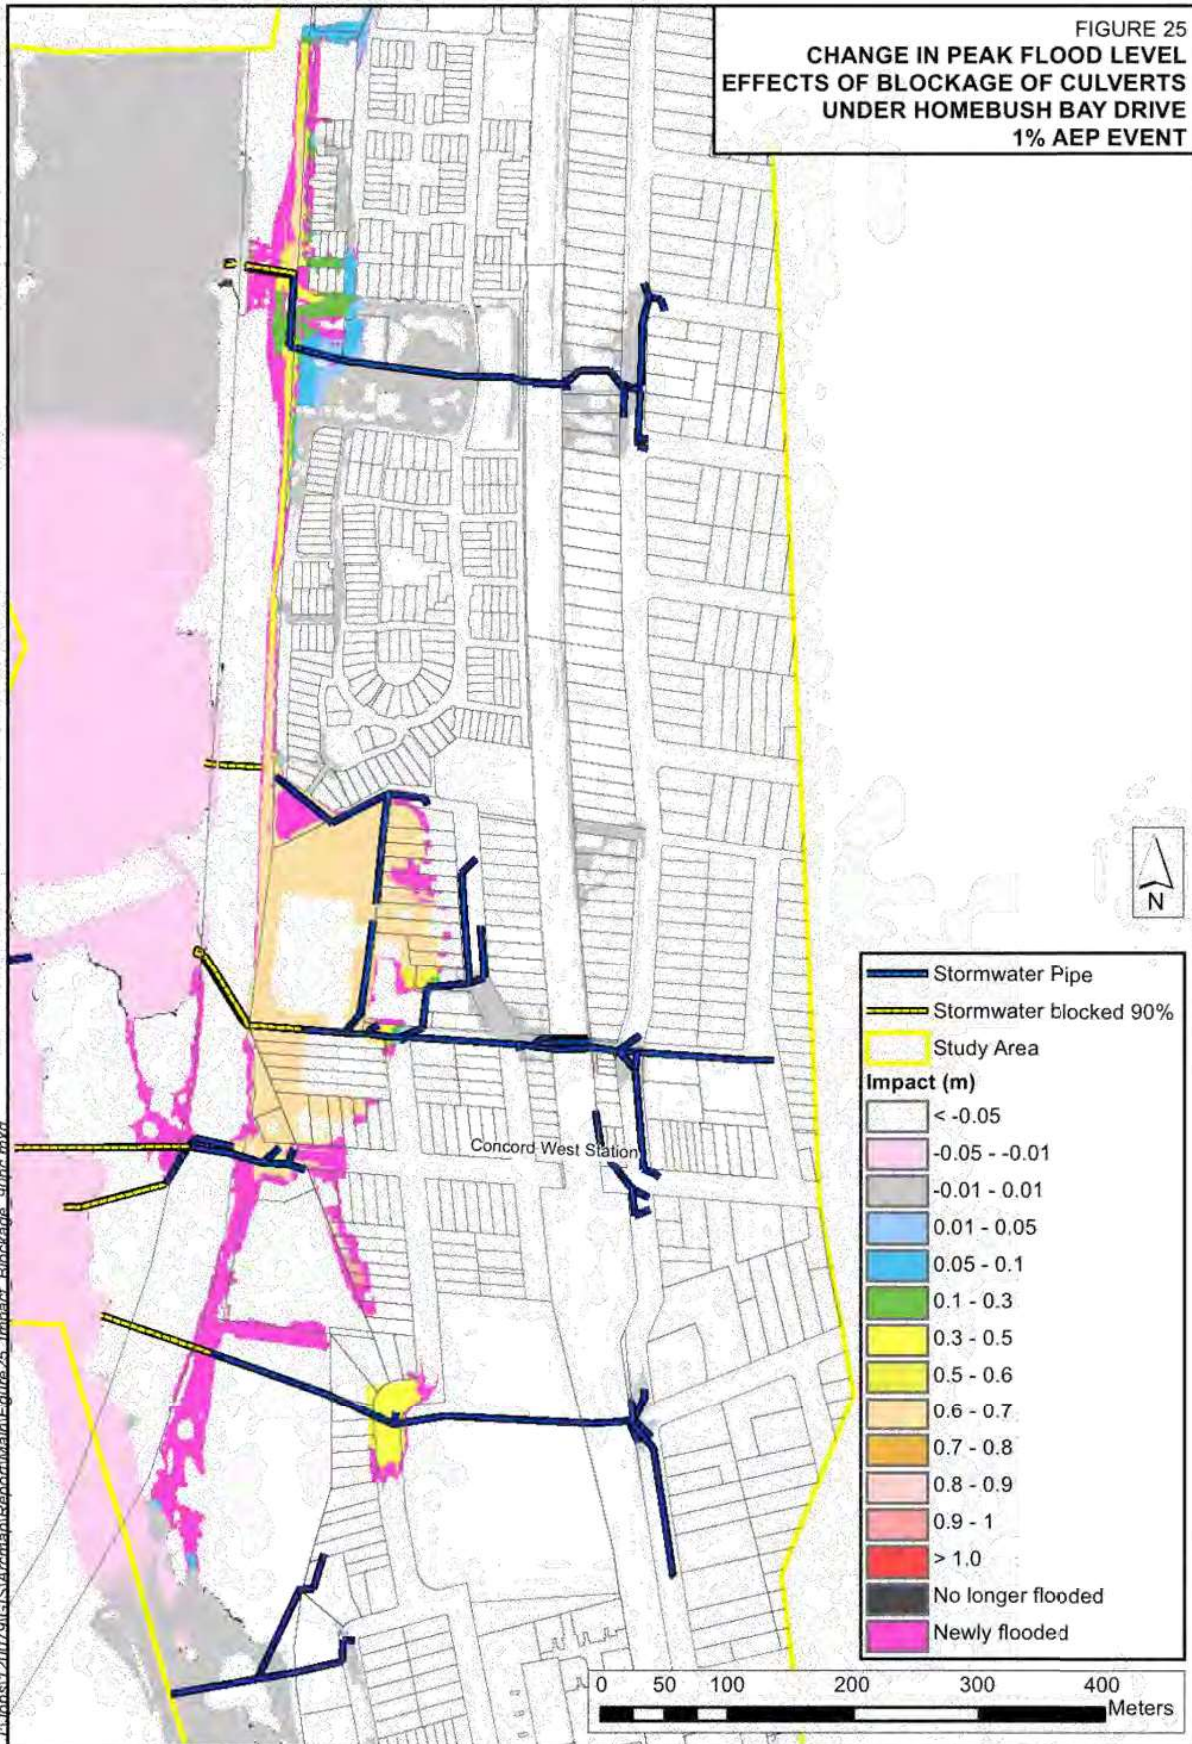 FIGURE 25
CHANGE IN PEAK FLOOD LEVEL
EFFECTS OF BLOCKAGE OF CULVERTS
UNDER HOMEBUSH BAY DRIVE
1% AEP EVENT
Concord West Station
N
Stormwater Pipe
Stormwater blocked 90%
Study Area
Impact (m)
< -0.05
-0.05 - -0.01
-0.01 - 0.01
0.01 - 0.05
0.05 - 0.1
0.1 - 0.3
0.3 - 0.5
0.5 - 0.6
0.6 - 0.7
0.7 - 0.8
0.8 - 0.9
0.9 - 1
> 1.0
No longer flooded
Newly flooded
0 50 100 200 300 400
Meters